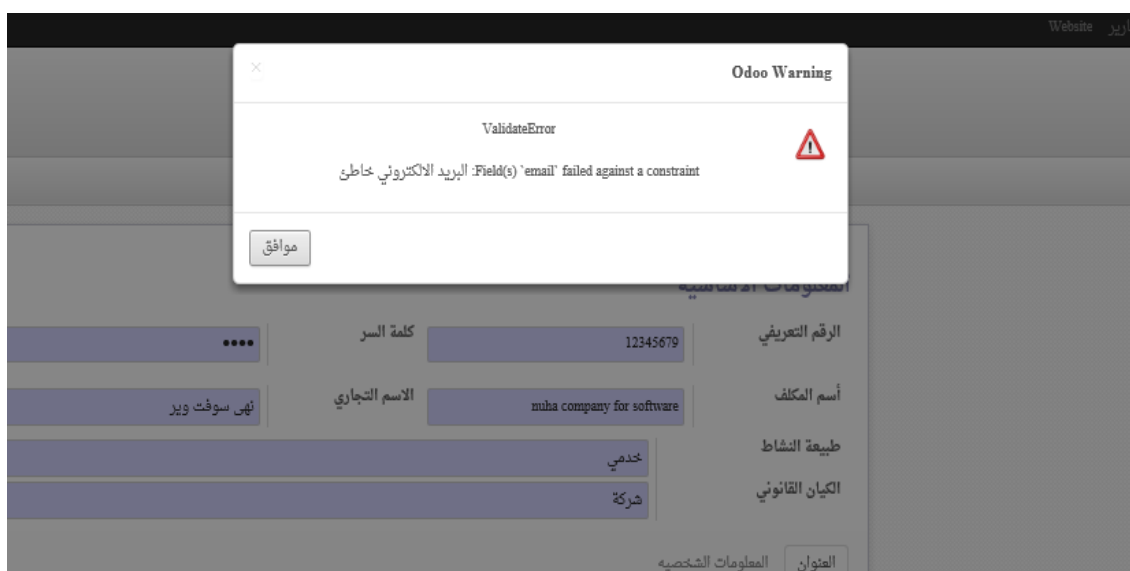 Website
Odoo Warning
ValidateError
Field(s) `email` failed against a constraint: البريد الالكتروني خاطئ
موافق
المعلومات الاساسية
الرقم التعريفي 12345679 كلمة السر
أسم المكلف nuha company for software الاسم التجاري نهى سوفت وير
طبيعة النشاط خدمي
الكيان القانوني شركة
العنوان المعلومات الشخصيه